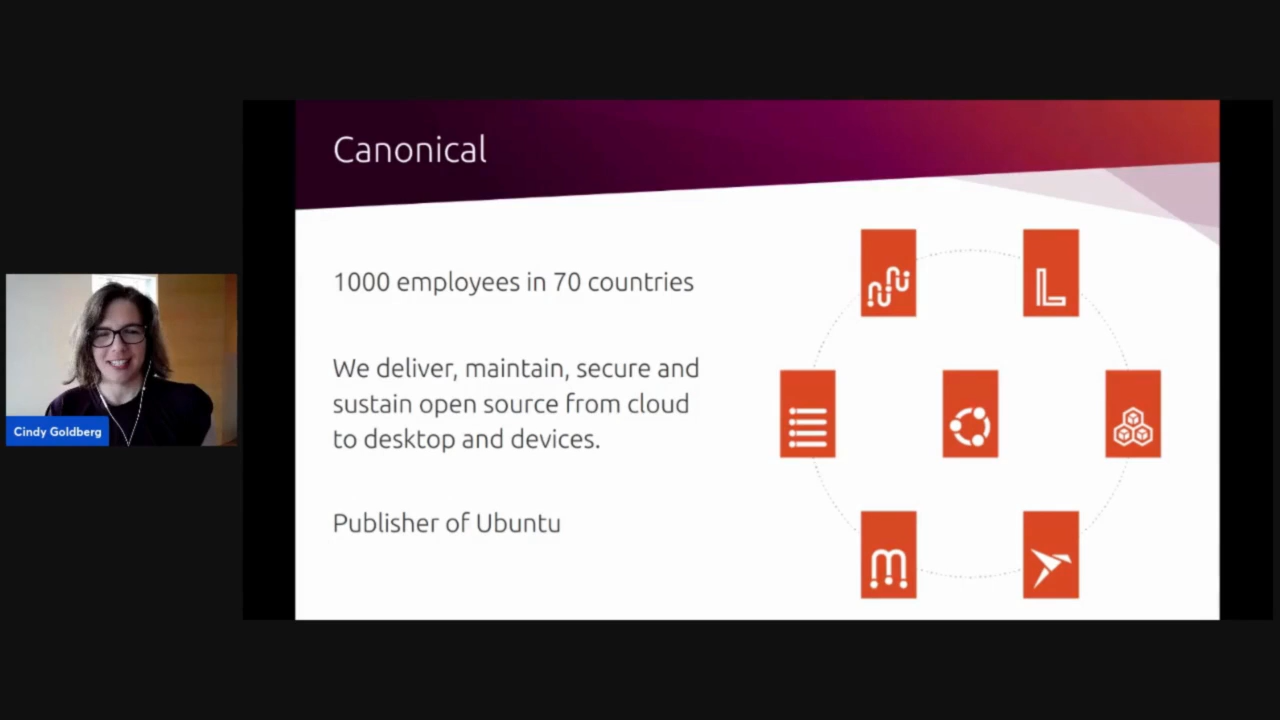 Canonical
1000 employees in 70 countries
We deliver, maintain, secure and
sustain open source from cloud
to desktop and devices.
Publisher of Ubuntu
Cindy Goldberg